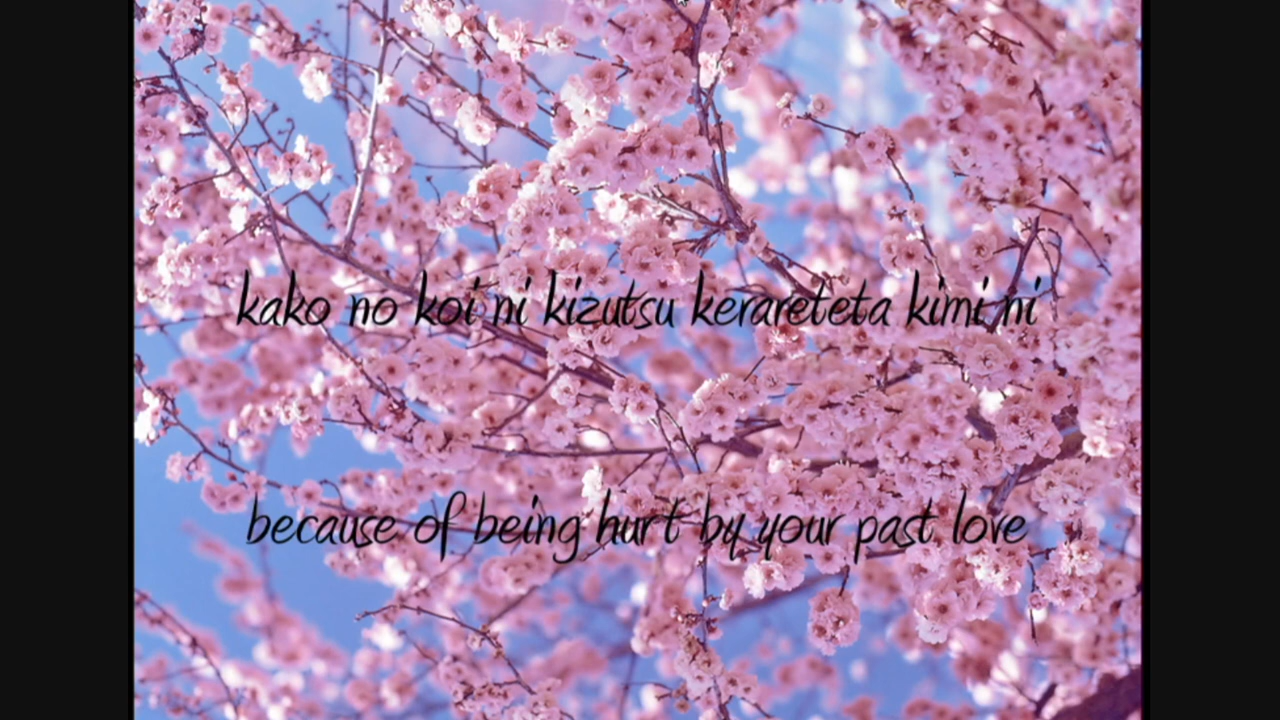 kako no koi ni kizutsu kerareteta kimi ni
because of being hurt by your past love